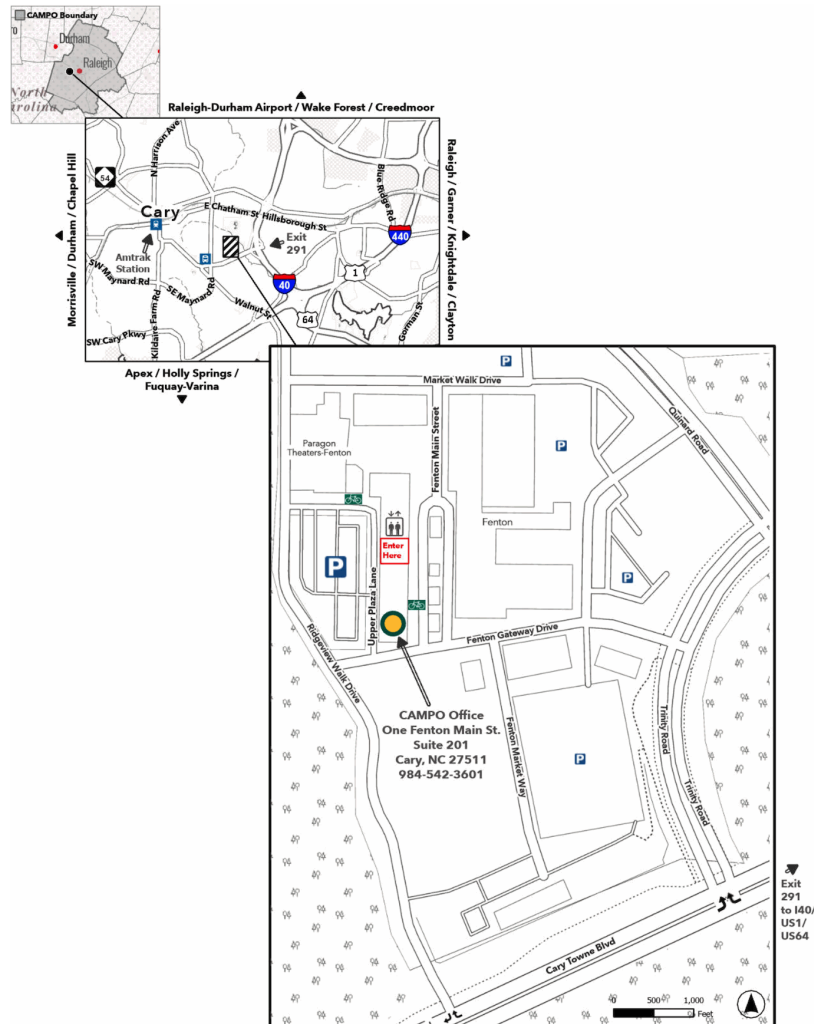 CAMPO Boundary
Durham
Raleigh
North
arolina
Raleigh-Durham Airport / Wake Forest / Creedmoor
Morrisville / Durham / Chapel Hill
Raleigh / Garner / Knightdale / Clayton
N Harrison Ave
54
Cary
Blue Ridge Rd
E Chatham St
Hillsborough St
Exit
291
440
Amtrak
Station
1
40
SW Maynard Rd
SE Maynard Rd
Walnut St
64
Gorman St
Kildaire Farm Rd
SW Cary Pkwy
Apex / Holly Springs /
Fuquay-Varina
P
Market Walk Drive
Quinard Road
Fenton Main Street
Paragon
Theaters-Fenton
P
Fenton
Enter
Here
P
P
Upper Plaza Lane
Fenton Gateway Drive
Ridgeview Walk Drive
CAMPO Office
One Fenton Main St.
Suite 201
Cary, NC 27511
984-542-3601
Fenton Market Way
Trinity Road
P
Trinity Road
Exit
291
to I40/
US1/
US64
Cary Towne Blvd
0 500 1,000
Feet